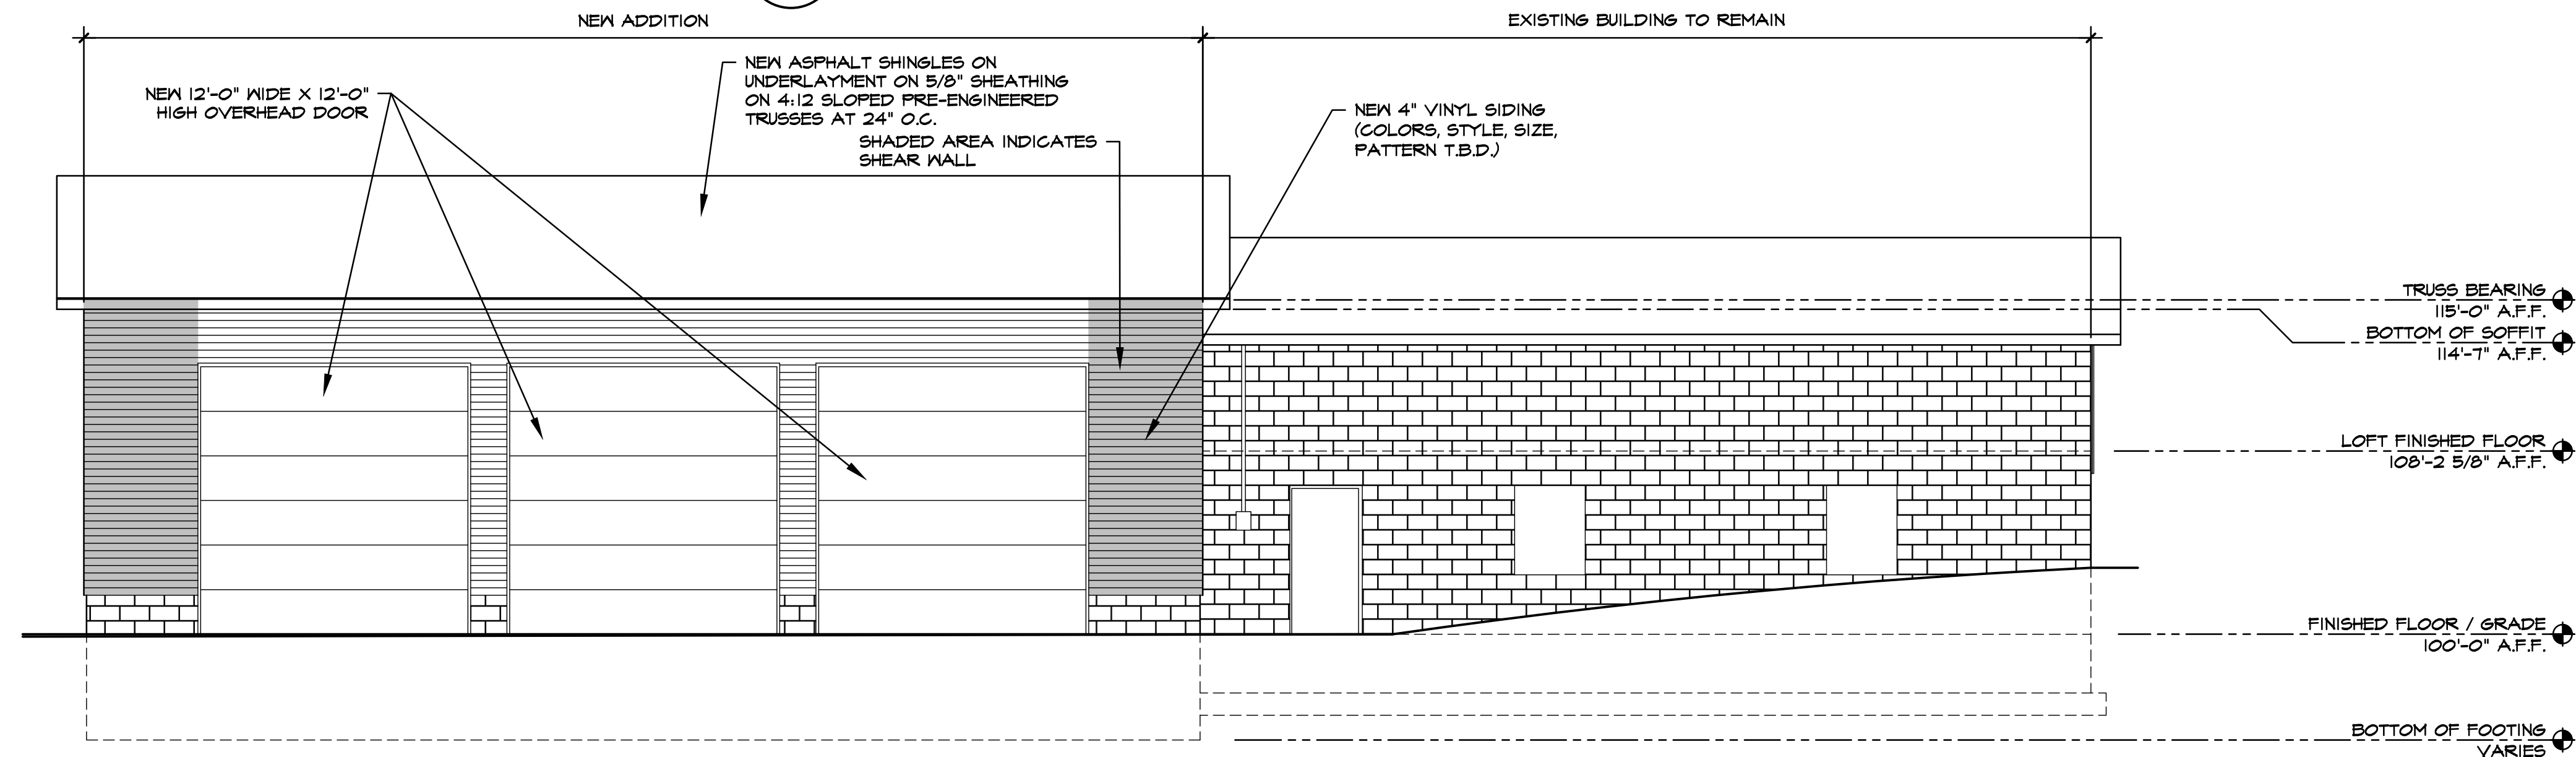 NEW ADDITION
EXISTING BUILDING TO REMAIN
NEW 12'-0" WIDE X 12'-0"
HIGH OVERHEAD DOOR
NEW ASPHALT SHINGLES ON
UNDERLAYMENT ON 5/8" SHEATHING
ON 4:12 SLOPED PRE-ENGINEERED
TRUSSES AT 24" O.C.
SHADED AREA INDICATES
SHEAR WALL
NEW 4" VINYL SIDING
(COLORS, STYLE, SIZE,
PATTERN T.B.D.)
TRUSS BEARING
115'-0" A.F.F.
BOTTOM OF SOFFIT
114'-7" A.F.F.
LOFT FINISHED FLOOR
108'-2 5/8" A.F.F.
FINISHED FLOOR / GRADE
100'-0" A.F.F.
BOTTOM OF FOOTING
VARIES